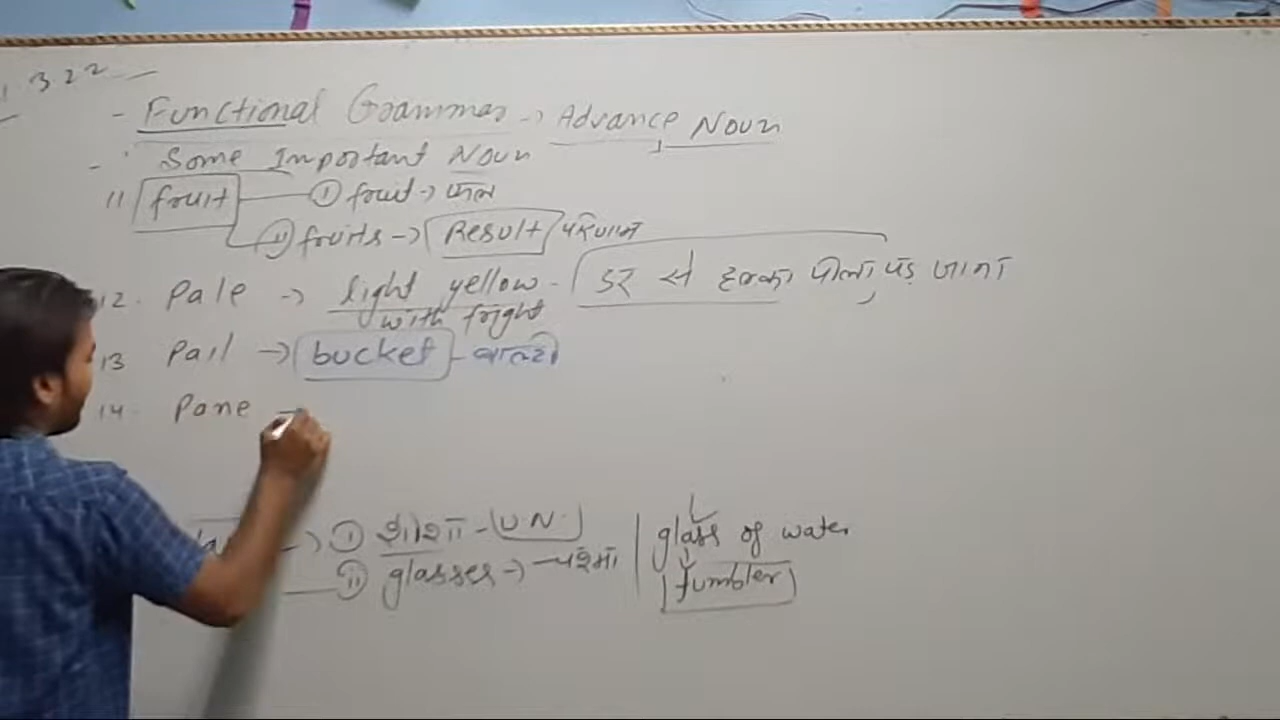 3 22
- Functional Grammar → Advance Noun
- Some Important Noun
11 fruit ① fruit → फल
② fruits → Result परिणाम
12. Pale → light yellow - डर से हल्का पीला पड़ जाना
with fright
13 Pail → bucket - बाल्टी
14. Pane →
→ ① शीशा - (U.N.) | glass of water
② glasses → चश्मा | tumbler